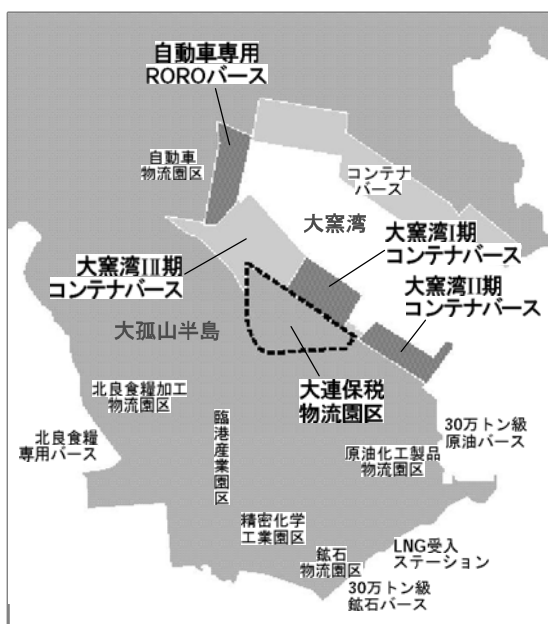 自動車専用
ROROバース
自動車
物流園区
コンテナ
バース
大窯湾
大窯湾I期
コンテナバース
大窯湾III期
コンテナバース
大窯湾II期
コンテナバース
大孤山半島
大連保税
物流園区
北良食糧加工
物流園区
臨港産業園区
30万トン級
原油バース
北良食糧
専用バース
原油化工製品
物流園区
精密化学
工業園区
LNG受入
ステーション
鉱石
物流園区
30万トン級
鉱石バース